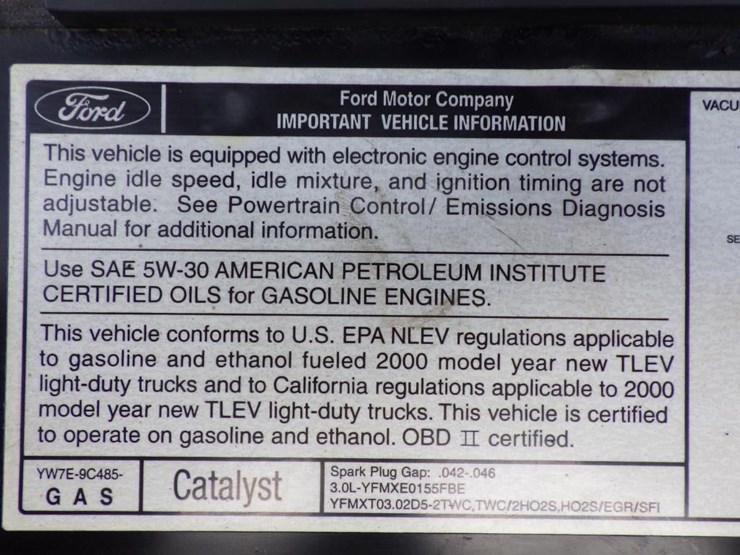 Ford
Ford Motor Company
IMPORTANT VEHICLE INFORMATION
This vehicle is equipped with electronic engine control systems.
Engine idle speed, idle mixture, and ignition timing are not
adjustable. See Powertrain Control/ Emissions Diagnosis
Manual for additional information.
Use SAE 5W-30 AMERICAN PETROLEUM INSTITUTE
CERTIFIED OILS for GASOLINE ENGINES.
This vehicle conforms to U.S. EPA NLEV regulations applicable
to gasoline and ethanol fueled 2000 model year new TLEV
light-duty trucks and to California regulations applicable to 2000
model year new TLEV light-duty trucks. This vehicle is certified
to operate on gasoline and ethanol. OBD II certified.
YW7E-9C485-
GAS
Catalyst
Spark Plug Gap: .042-.046
3.0L-YFMXE0155FBE
YFMXT03.02D5-2TWC,TWC/2HO2S,HO2S/EGR/SFI
VACU
SE